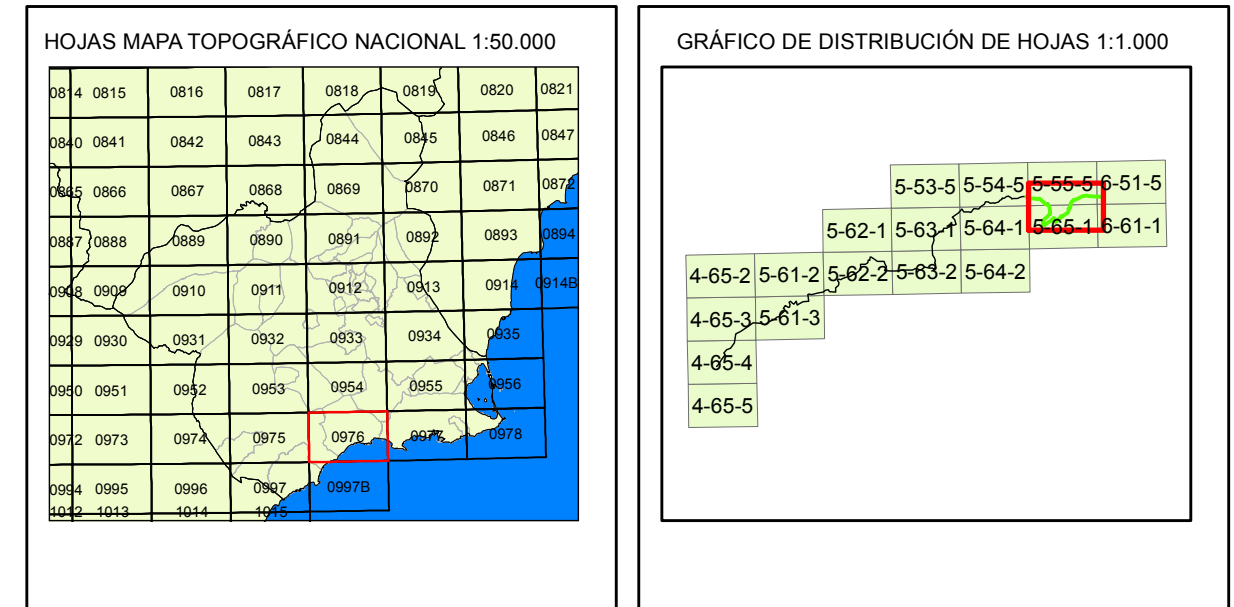 HOJAS MAPA TOPOGRÁFICO NACIONAL 1:50.000
0814 0815 0816 0817 0818 0819 0820 0821
0840 0841 0842 0843 0844 0845 0846 0847
0865 0866 0867 0868 0869 0870 0871 0872
0887 0888 0889 0890 0891 0892 0893 0894
0908 0909 0910 0911 0912 0913 0914 0914B
0929 0930 0931 0932 0933 0934 0935
0950 0951 0952 0953 0954 0955 0956
0972 0973 0974 0975 0976 0977 0978
0994 0995 0996 0997 0997B
1012 1013 1014 1015
GRÁFICO DE DISTRIBUCIÓN DE HOJAS 1:1.000
5-53-5 5-54-5 5-55-5 6-51-5
5-62-1 5-63-1 5-64-1 5-65-1 6-61-1
4-65-2 5-61-2 5-62-2 5-63-2 5-64-2
4-65-3 5-61-3
4-65-4
4-65-5